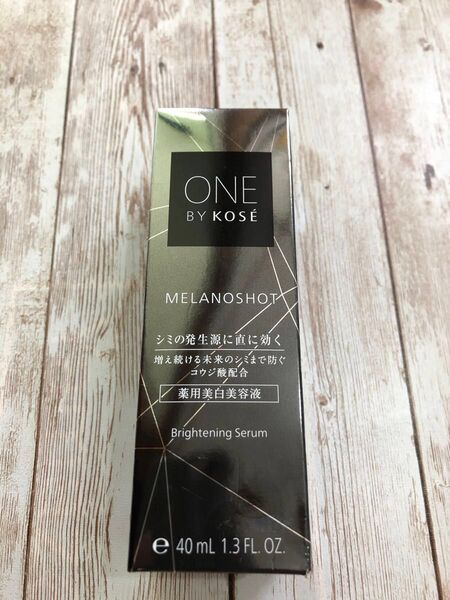 ONE
BY KOSÉ
MELANOSHOT
シミの発生源に直に効く
増え続ける未来のシミまで防ぐ
コウジ酸配合
薬用美白美容液
Brightening Serum
℮ 40 mL 1.3 FL. OZ.